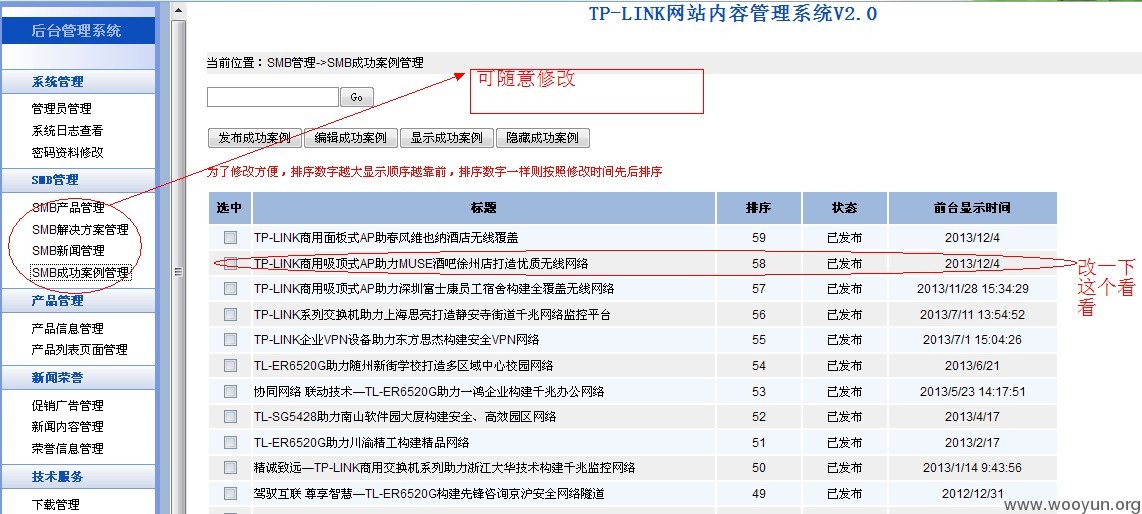 TP-LINK网站内容管理系统V2.0
后台管理系统
系统管理
管理员管理
系统日志查看
密码资料修改
SMB管理
SMB产品管理
SMB解决方案管理
SMB新闻管理
SMB成功案例管理
产品管理
产品信息管理
产品列表页面管理
新闻荣誉
促销广告管理
新闻内容管理
荣誉信息管理
技术服务
下载管理
当前位置：SMB管理->SMB成功案例管理
可随意修改
Go
发布成功案例 编辑成功案例 显示成功案例 隐藏成功案例
为了修改方便，排序数字越大显示顺序越靠前，排序数字一样则按照修改时间先后排序
选中 标题 排序 状态 前台显示时间
TP-LINK商用面板式AP助春风维也纳酒店无线覆盖 59 已发布 2013/12/4
TP-LINK商用吸顶式AP助力MUSE酒吧徐州店打造优质无线网络 58 已发布 2013/12/4
TP-LINK商用吸顶式AP助力深圳富士康员工宿舍构建全覆盖无线网络 57 已发布 2013/11/28 15:34:29
TP-LINK系列交换机助力上海思亮打造静安寺街道千兆网络监控平台 56 已发布 2013/7/11 13:54:52
TP-LINK企业VPN设备助力东方思杰构建安全VPN网络 55 已发布 2013/7/1 15:04:26
TL-ER6520G助力随州新街学校打造多区域中心校园网 54 已发布 2013/6/21
协同网络 联动技术—TL-ER6520G助力一鸿企业构建千兆办公网络 53 已发布 2013/5/23 14:17:51
TL-SG5428助力南山软件园大厦构建安全、高效园区网络 52 已发布 2013/4/17
TL-ER6520G助力川渝精工构建精品网络 51 已发布 2013/2/17
精诚致远—TP-LINK商用交换机系列助力浙江大华技术构建千兆监控网络 50 已发布 2013/1/14 9:43:56
驾驭互联 尊享智慧—TL-ER6520G构建先锋咨询京沪安全网络隧道 49 已发布 2012/12/31
改一下
这个看
看
www.wooyun.org